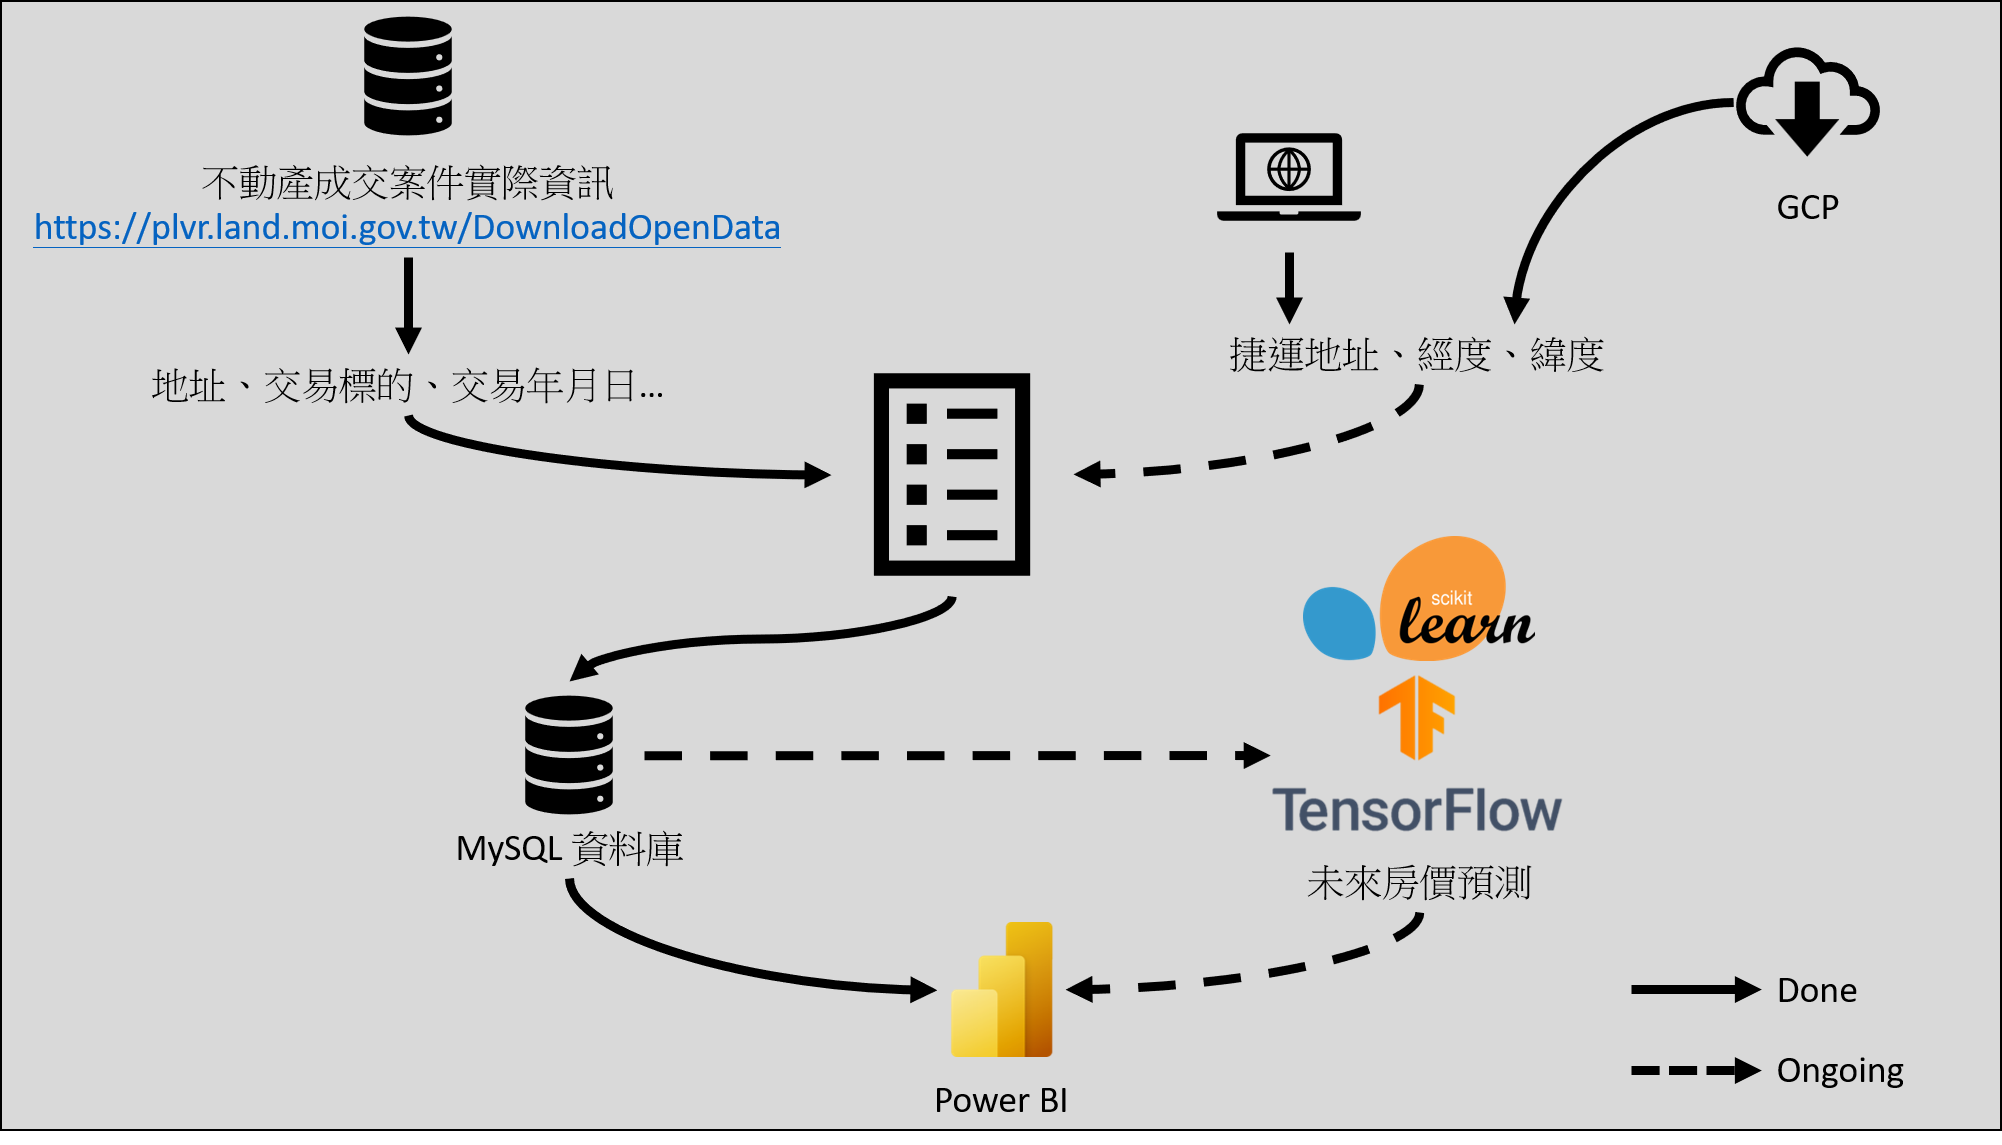 不動產成交案件實際資訊
https://plvr.land.moi.gov.tw/DownloadOpenData
GCP
捷運地址、經度、緯度
地址、交易標的、交易年月日...
scikit
learn
TensorFlow
MySQL 資料庫
未來房價預測
Power BI
Done
Ongoing